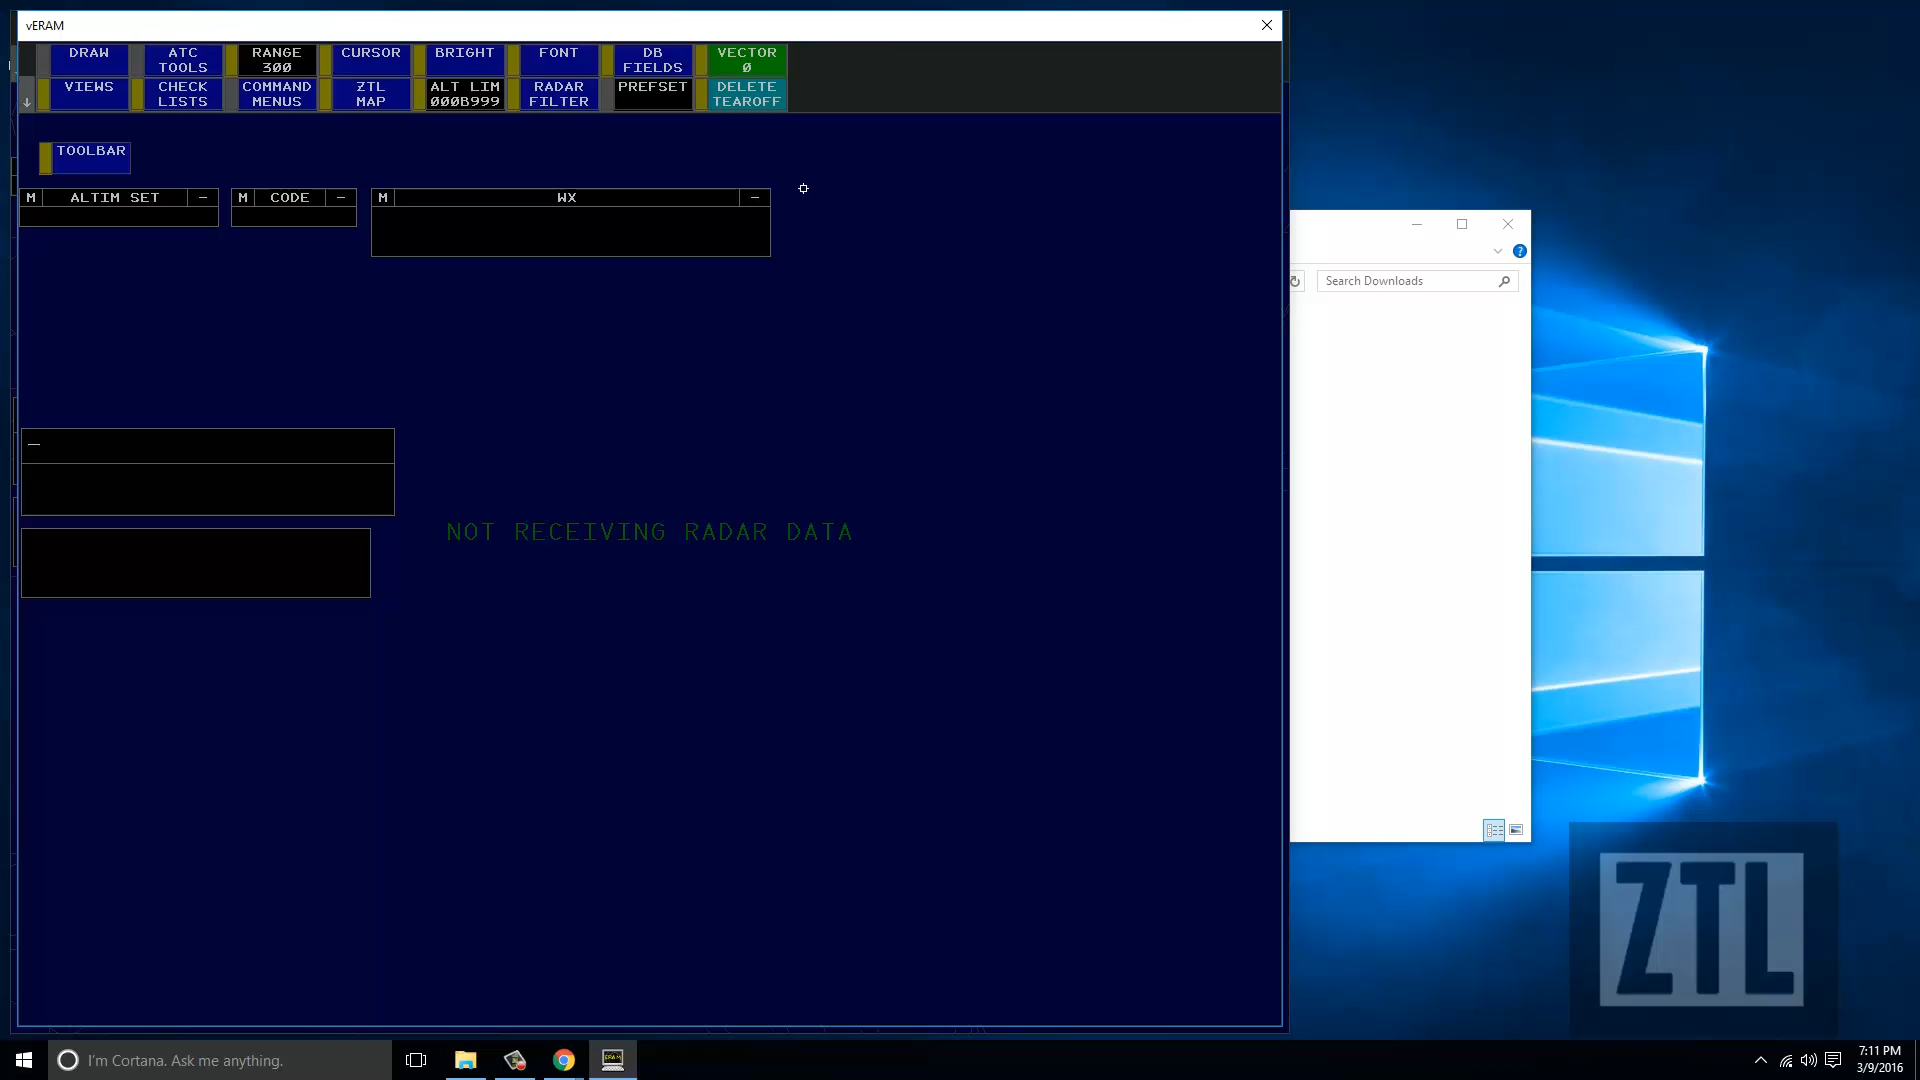 vERAM
DRAW
ATC
TOOLS
RANGE
300
CURSOR
BRIGHT
FONT
DB
FIELDS
VECTOR
0
VIEWS
CHECK
LISTS
COMMAND
MENUS
ZTL
MAP
ALT LIM
000B999
RADAR
FILTER
PREFSET
DELETE
TEAROFF
TOOLBAR
M ALTIM SET –
M CODE –
M WX –
Search Downloads
NOT RECEIVING RADAR DATA
ZTL
I'm Cortana. Ask me anything.
ERAM
7:11 PM
3/9/2016